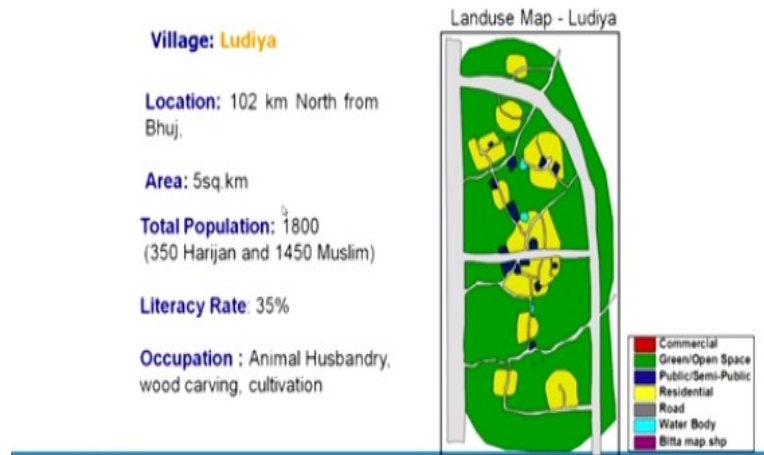 Village: Ludiya
Location: 102 km North from
Bhuj,
Area: 5sq.km
Total Population: 1800
(350 Harijan and 1450 Muslim)
Literacy Rate: 35%
Occupation : Animal Husbandry,
wood carving, cultivation
Landuse Map - Ludiya
Commercial
Green/Open Space
Public/Semi-Public
Residential
Road
Water Body
Bitta map.shp